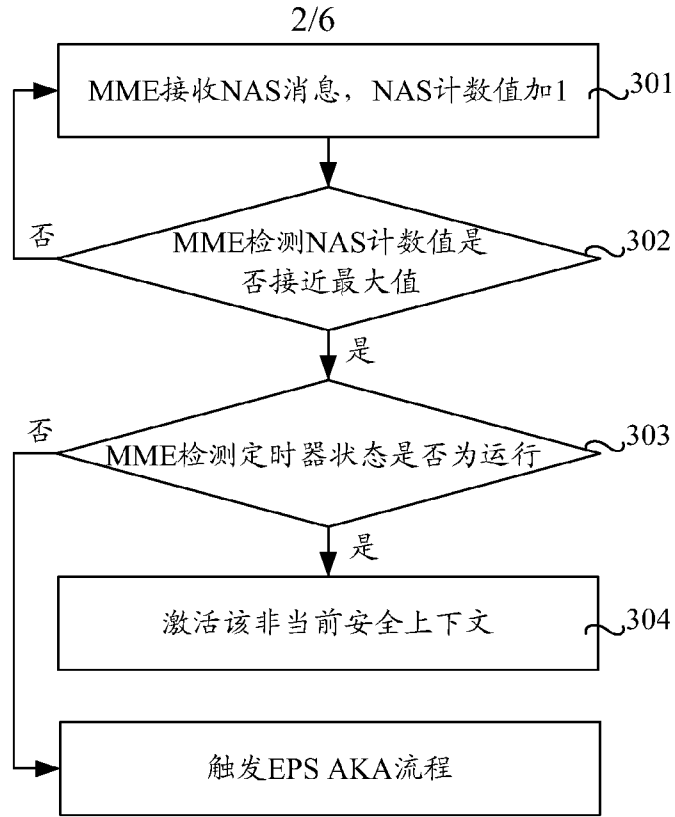 2/6
MME接收NAS消息，NAS计数值加1
301
MME检测NAS计数值是
否接近最大值
302
否
是
MME检测定时器状态是否为运行
303
否
是
激活该非当前安全上下文
304
触发EPS AKA流程